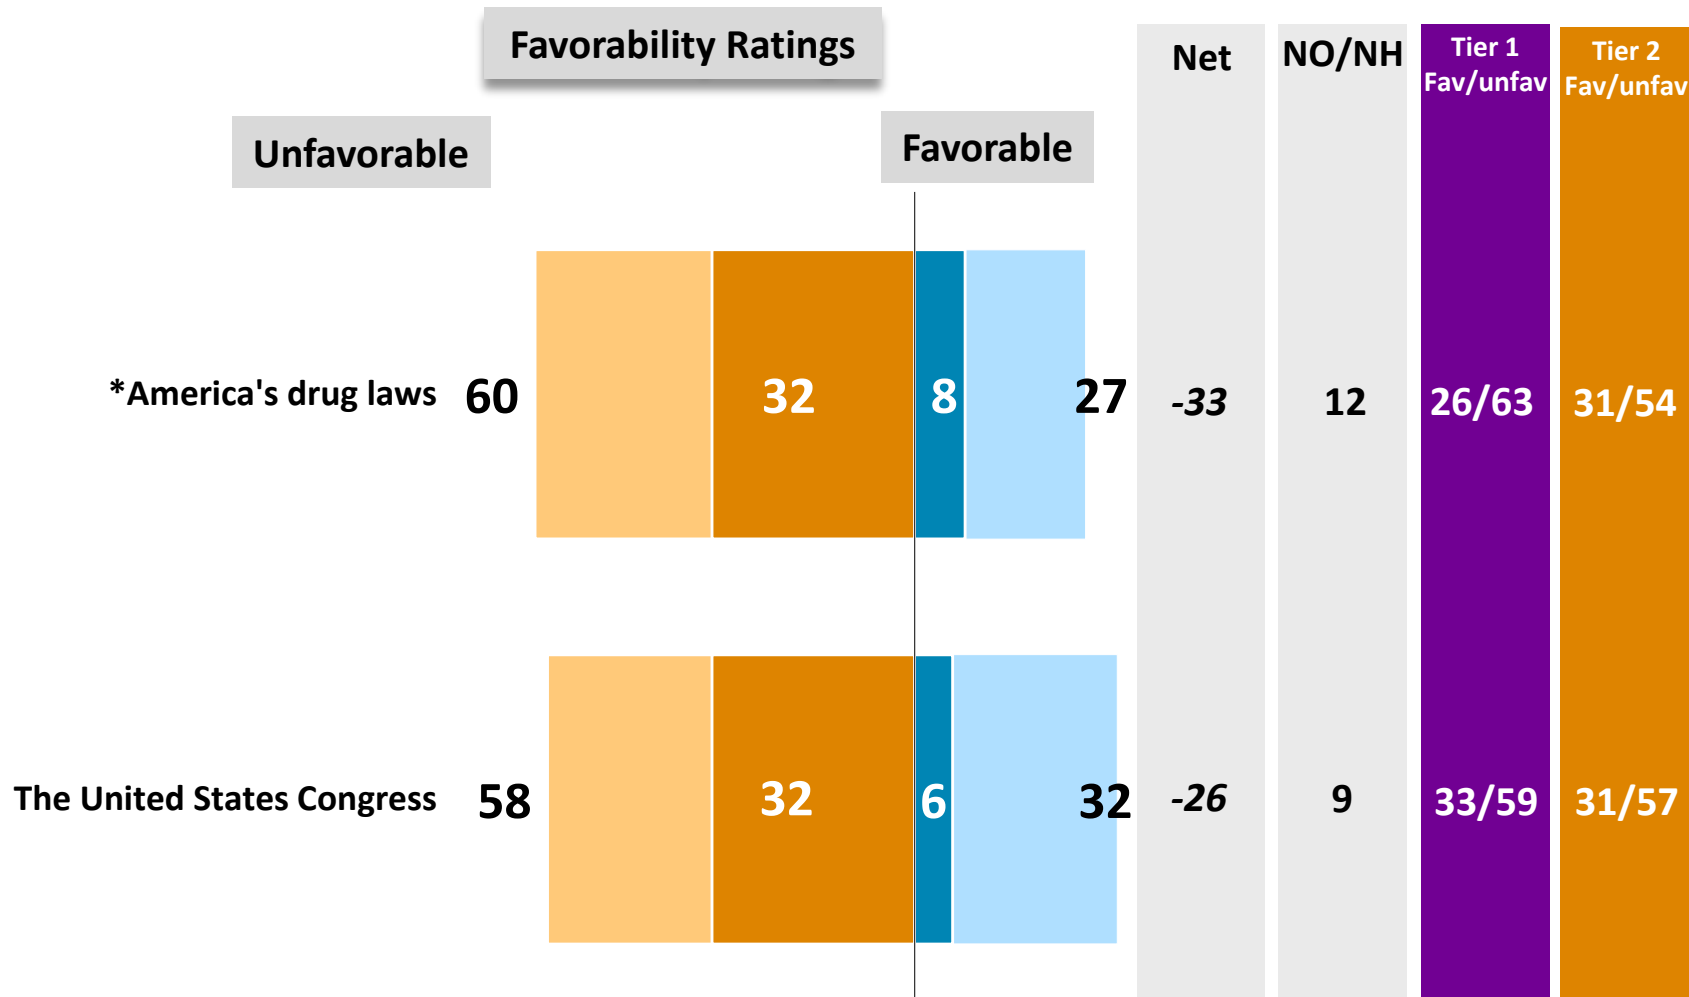 Favorability Ratings
Net
NO/NH
Tier 1
Fav/unfav
Tier 2
Fav/unfav
Unfavorable
Favorable
*America's drug laws 60 32 8 27 -33 12 26/63 31/54
The United States Congress 58 32 6 32 -26 9 33/59 31/57